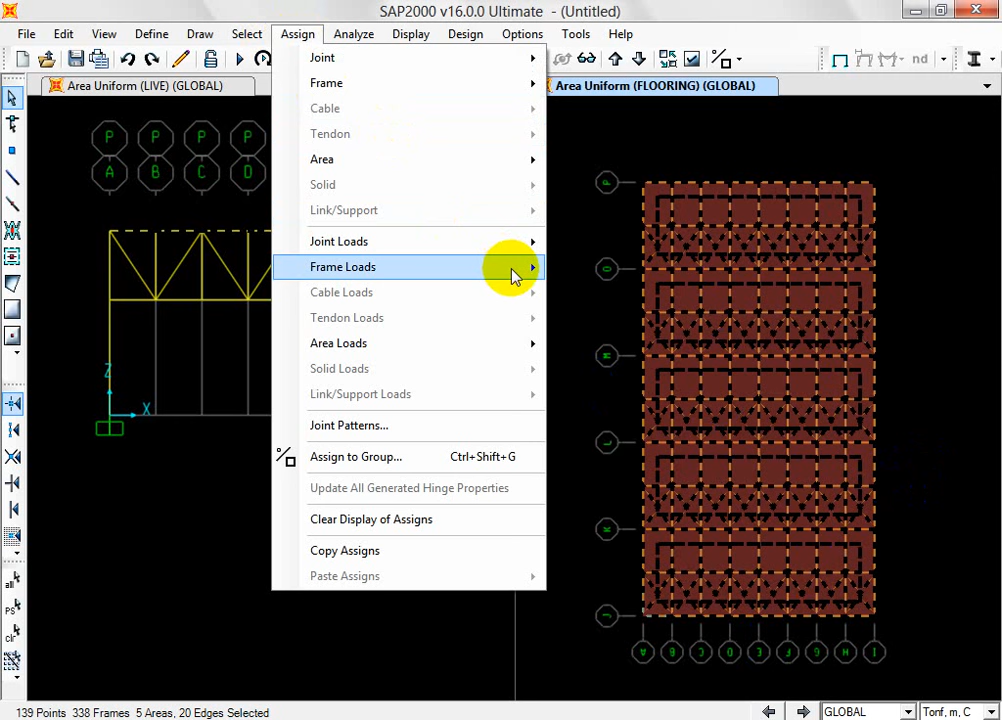 SAP2000 v16.0.0 Ultimate - (Untitled)
File Edit View Define Draw Select Assign Analyze Display Design Options Tools Help
nd
Area Uniform (LIVE) (GLOBAL)
Area Uniform (FLOORING) (GLOBAL)
Joint
Frame
Cable
Tendon
Area
Solid
Link/Support
Joint Loads
Frame Loads
Cable Loads
Tendon Loads
Area Loads
Solid Loads
Link/Support Loads
Joint Patterns...
Assign to Group... Ctrl+Shift+G
Update All Generated Hinge Properties
Clear Display of Assigns
Copy Assigns
Paste Assigns
P P P P
A B C D
Z
X
all
PS
clr
P
O
M
L
K
J
A B C D E F G H I
139 Points 338 Frames 5 Areas, 20 Edges Selected
GLOBAL
Tonf, m, C